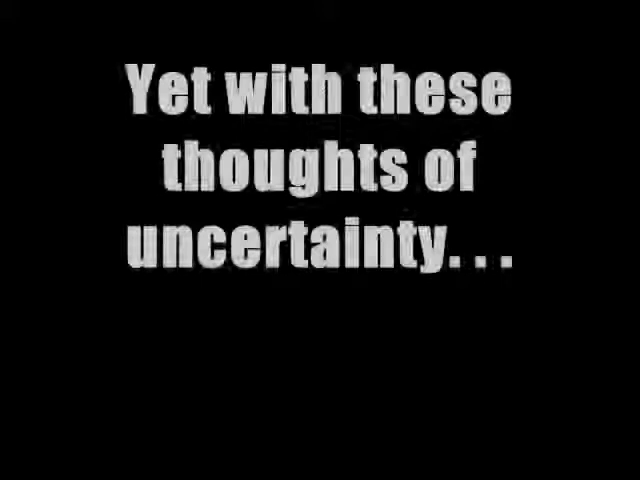 Yet with these
thoughts of
uncertainty. . .